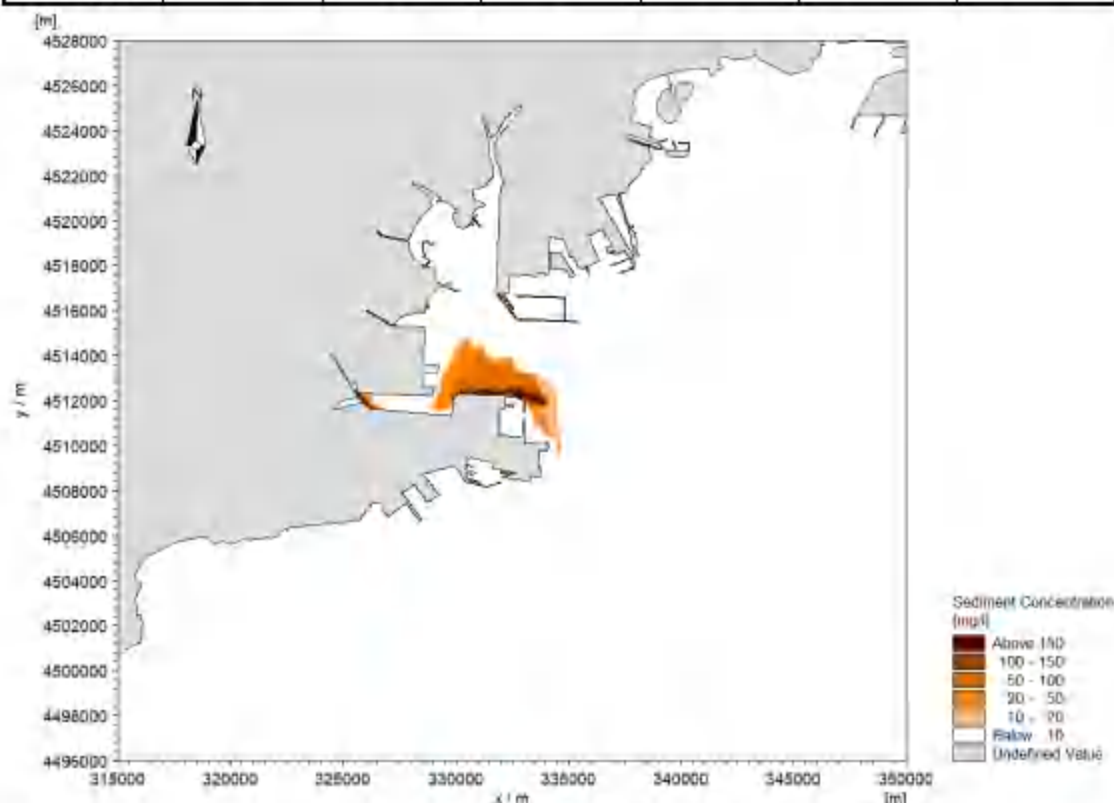 [m]
4528000
4526000
N
4524000
4522000
4520000
4518000
4516000
4514000
4512000
y / m
4510000
4508000
4506000
4504000
4502000
4500000
4498000
4496000
315000 320000 325000 330000 335000 340000 345000 350000
x / m [m]
Sediment Concentration
[mg/l]
Above 150
100 - 150
50 - 100
20 - 50
10 - 20
Below 10
Undefined Value